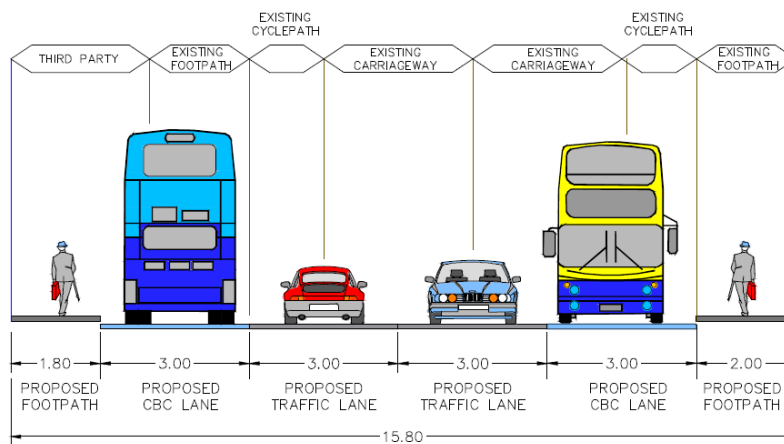 EXISTING
CYCLEPATH
EXISTING
CYCLEPATH
THIRD PARTY
EXISTING
FOOTPATH
EXISTING
CARRIAGEWAY
EXISTING
CARRIAGEWAY
EXISTING
FOOTPATH
1.80
3.00
3.00
3.00
3.00
2.00
PROPOSED
FOOTPATH
PROPOSED
CBC LANE
PROPOSED
TRAFFIC LANE
PROPOSED
TRAFFIC LANE
PROPOSED
CBC LANE
PROPOSED
FOOTPATH
15.80